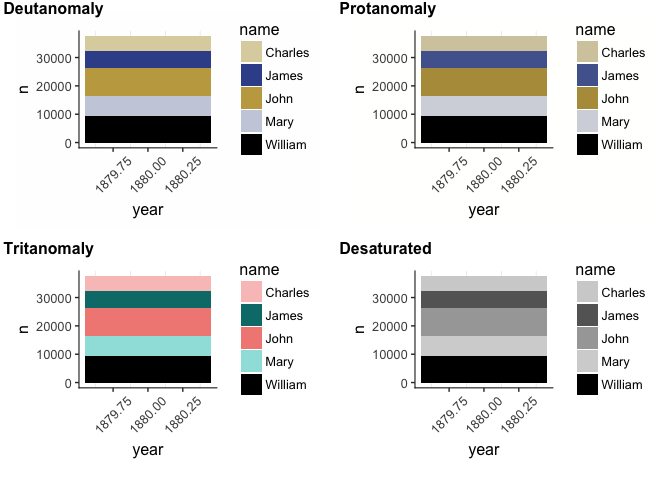 Deutanomaly
name
Charles
James
John
Mary
William
30000
20000
10000
0
n
1879.75
1880.00
1880.25
year
Protanomaly
name
Charles
James
John
Mary
William
30000
20000
10000
0
n
1879.75
1880.00
1880.25
year
Tritanomaly
name
Charles
James
John
Mary
William
30000
20000
10000
0
n
1879.75
1880.00
1880.25
year
Desaturated
name
Charles
James
John
Mary
William
30000
20000
10000
0
n
1879.75
1880.00
1880.25
year